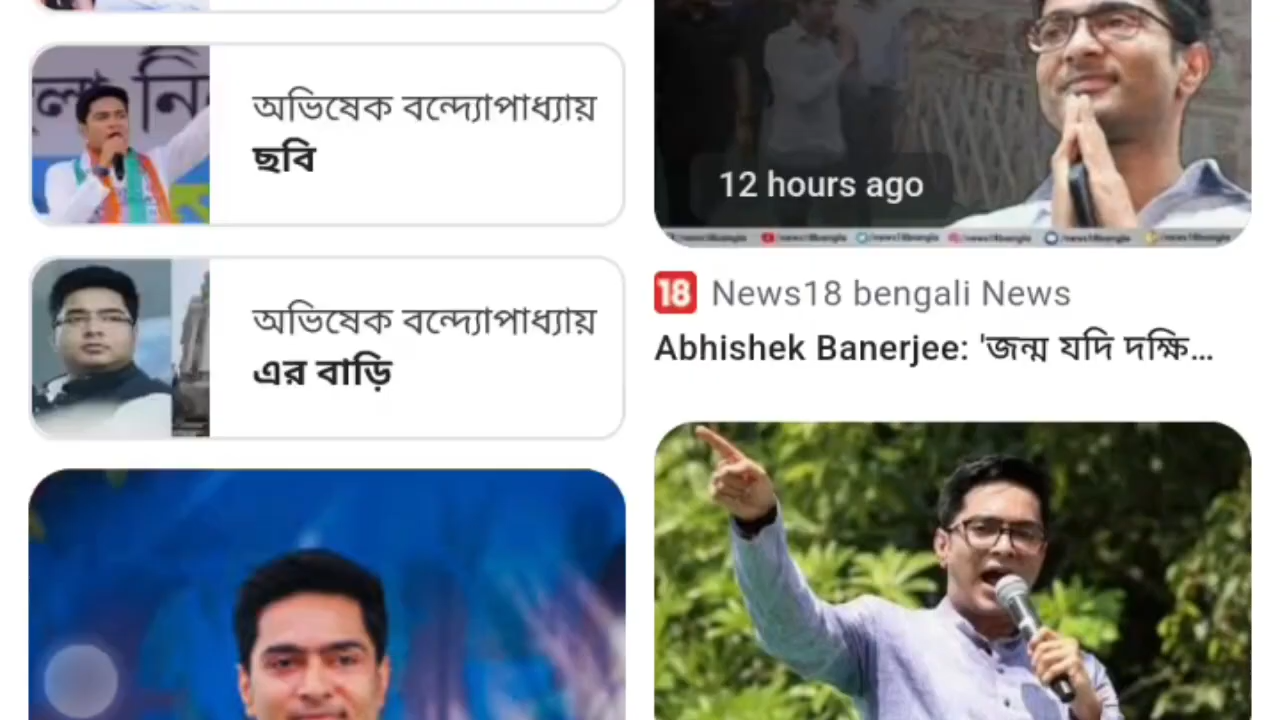 অভিষেক বন্দ্যোপাধ্যায়
ছবি
অভিষেক বন্দ্যোপাধ্যায়
এর বাড়ি
12 hours ago
18 News18 bengali News
Abhishek Banerjee: 'জন্ম যদি দক্ষি...